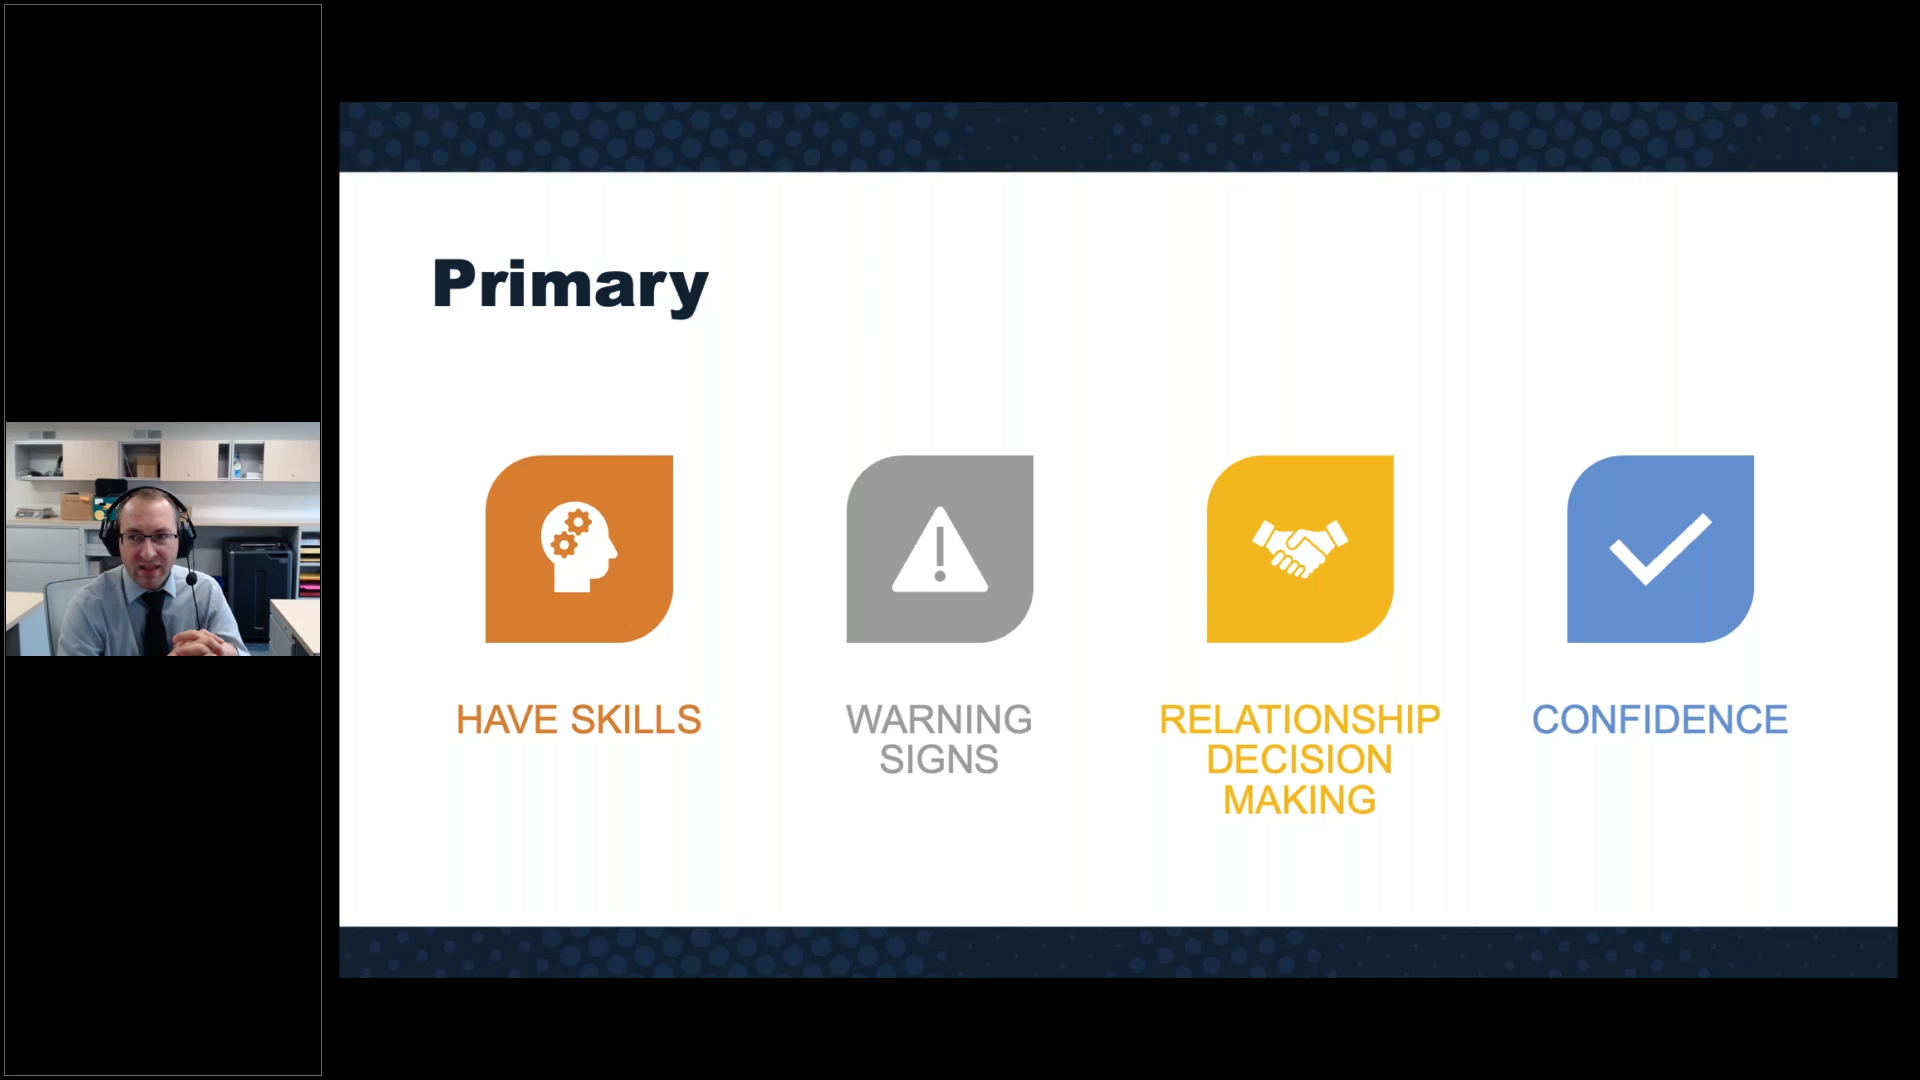 Primary
HAVE SKILLS
WARNING
SIGNS
RELATIONSHIP
DECISION
MAKING
CONFIDENCE